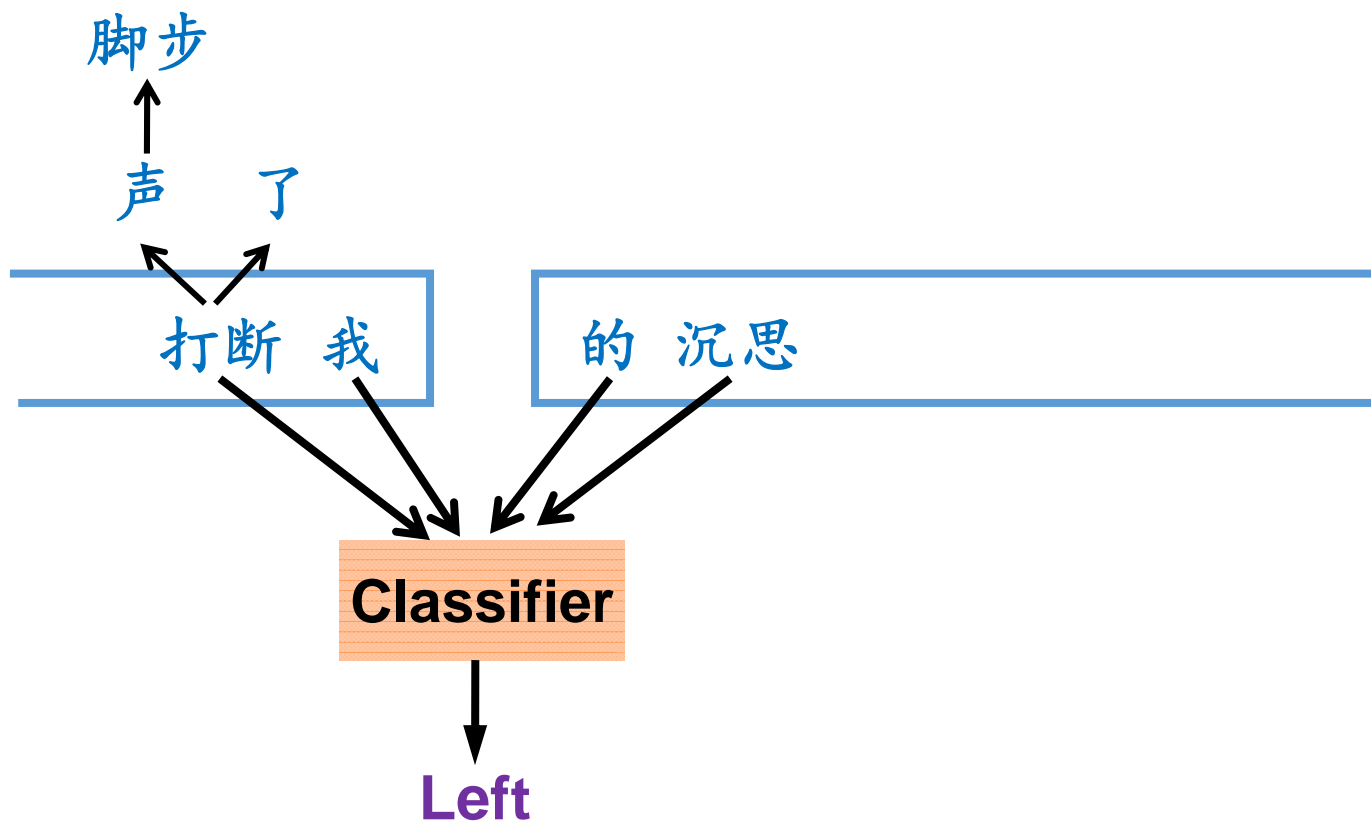 脚步
声 了
打断 我 的 沉思
Classifier
Left